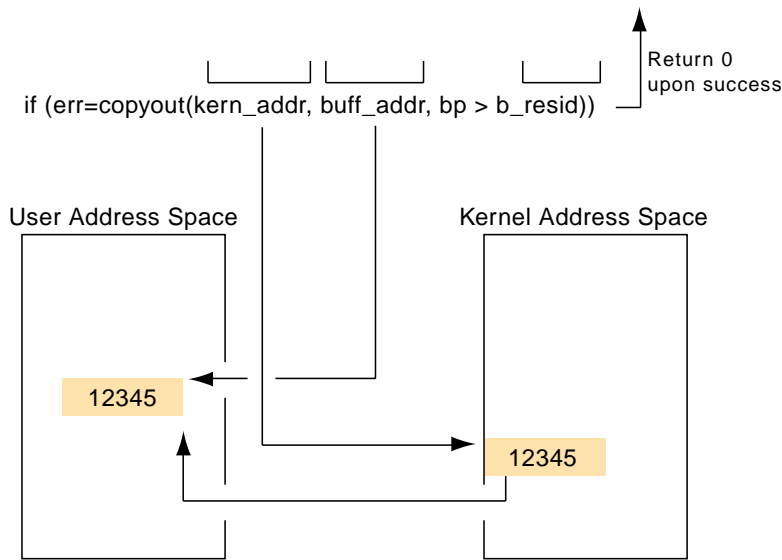 Return 0
upon success
if (err=copyout(kern_addr, buff_addr, bp > b_resid))
User Address Space
Kernel Address Space
12345
12345